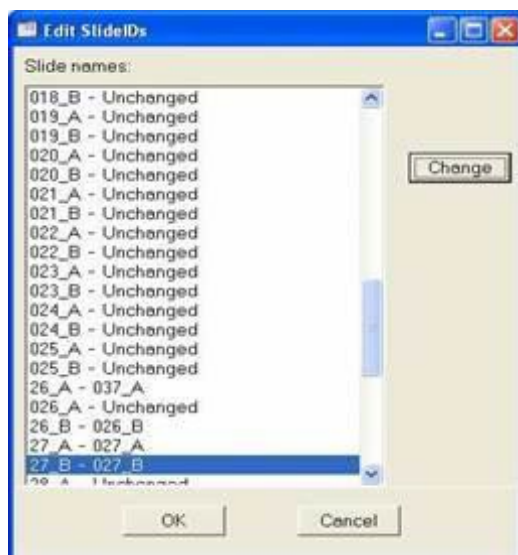 Edit SlideIDs
Slide names:
018_B - Unchanged
019_A - Unchanged
019_B - Unchanged
020_A - Unchanged
020_B - Unchanged
021_A - Unchanged
021_B - Unchanged
022_A - Unchanged
022_B - Unchanged
023_A - Unchanged
023_B - Unchanged
024_A - Unchanged
024_B - Unchanged
025_A - Unchanged
025_B - Unchanged
26_A - 037_A
026_A - Unchanged
26_B - 026_B
27_A - 027_A
27_B - 027_B
28_A - Unchanged
Change
OK Cancel